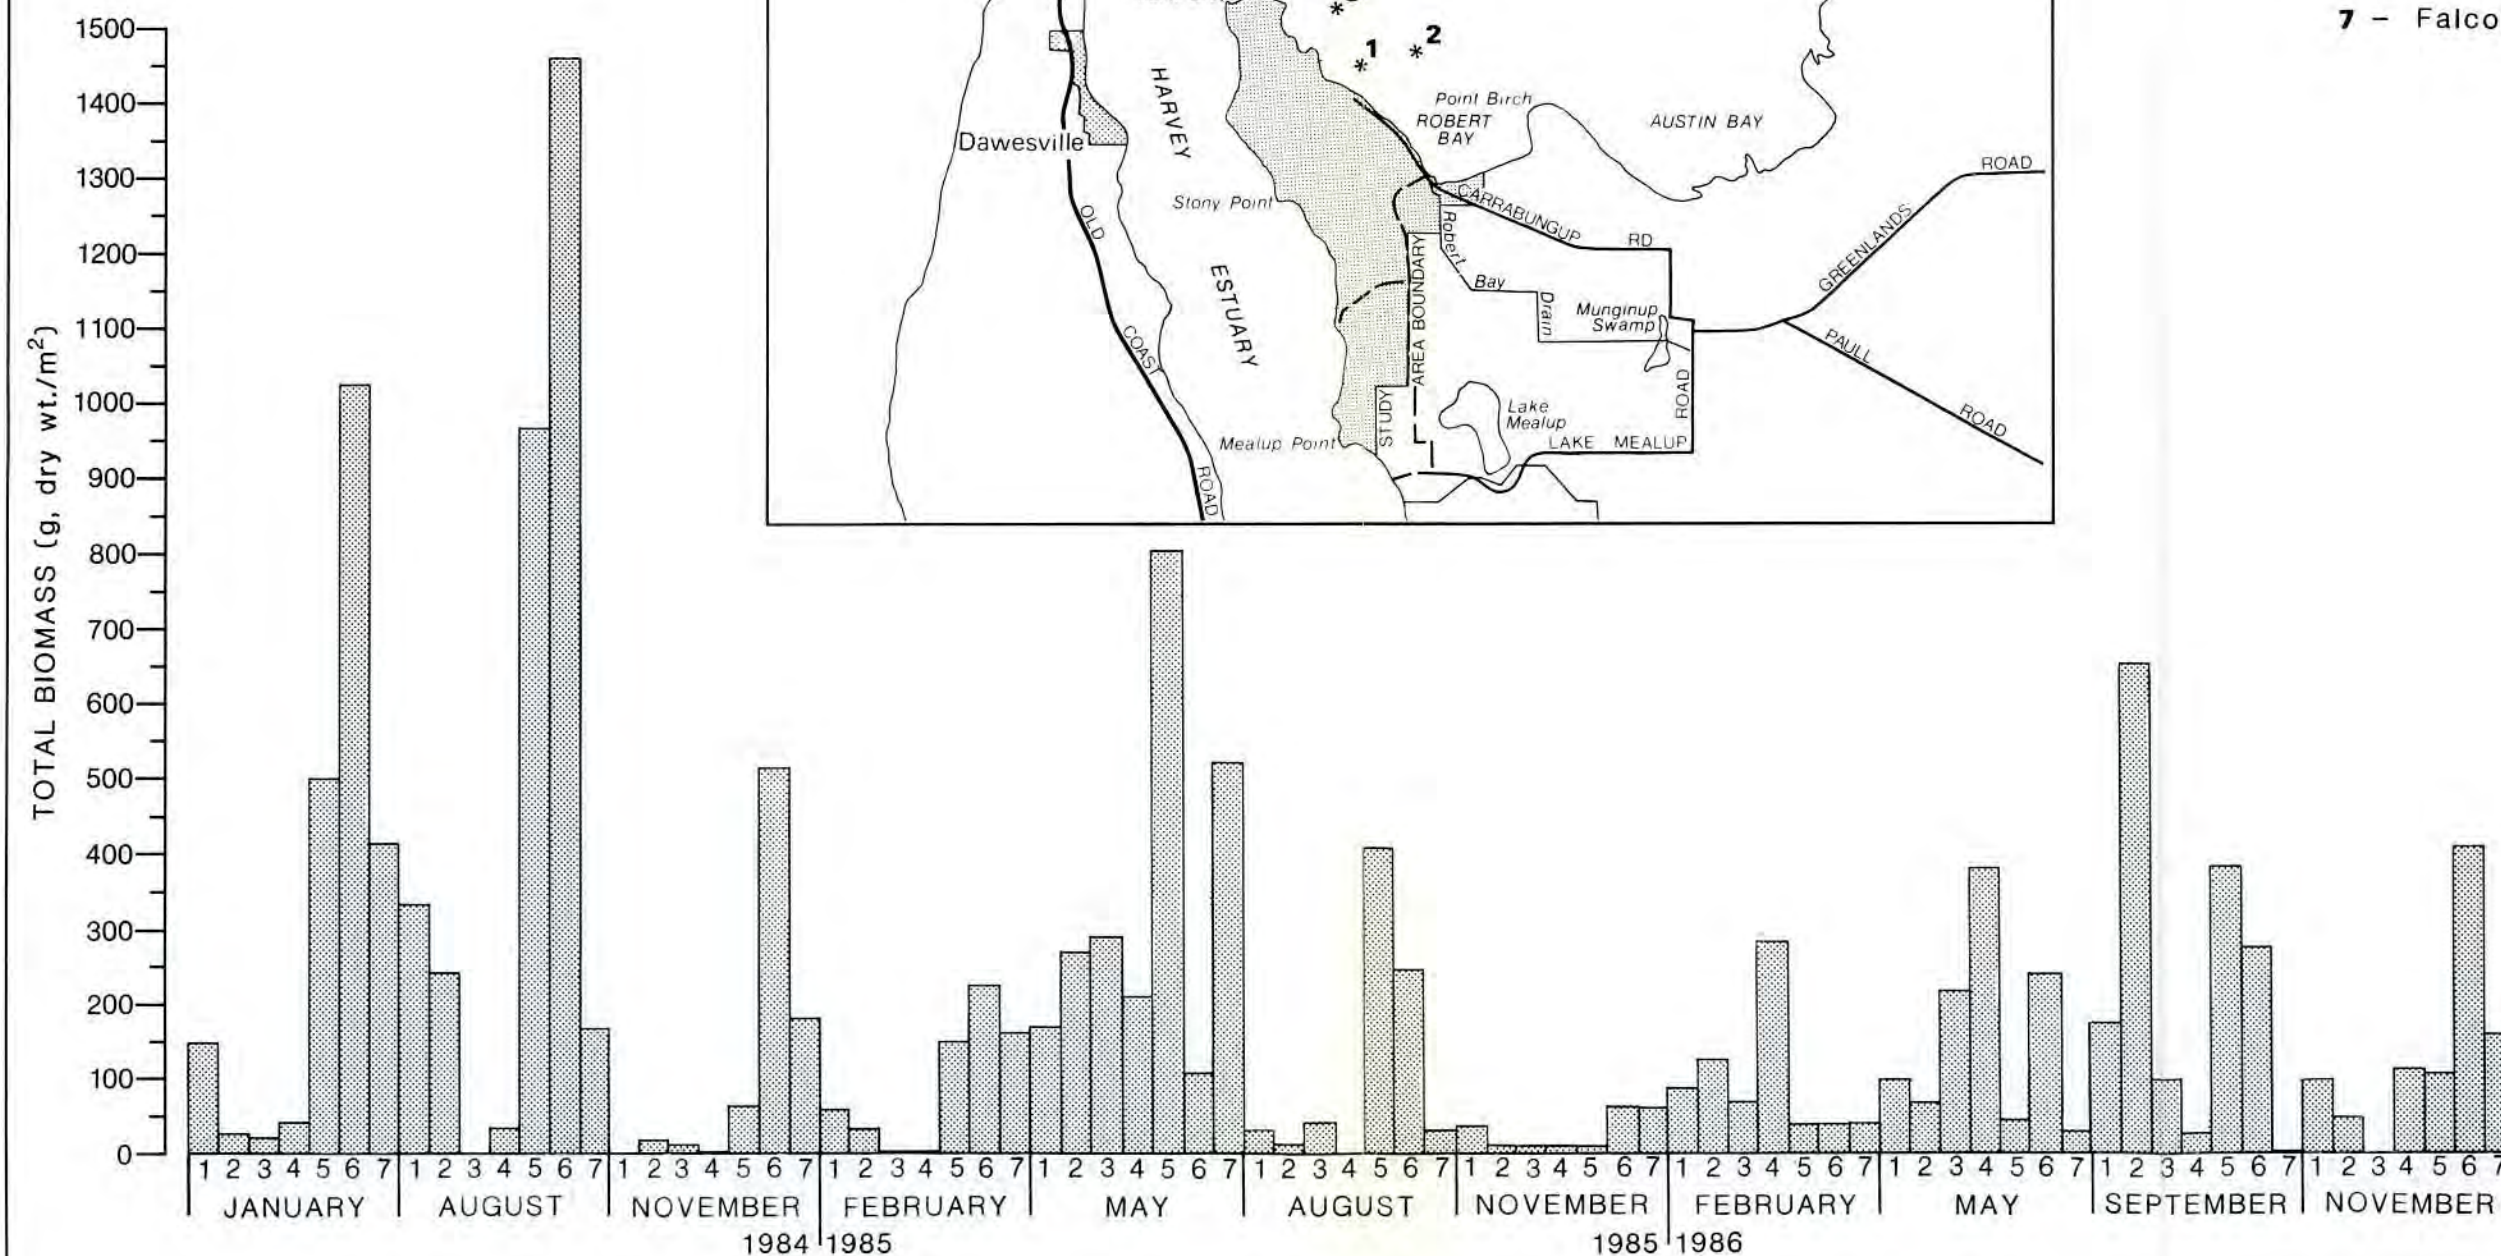 7 – Falco
TOTAL BIOMASS (g, dry wt./m²)
1500
1400
1300
1200
1100
1000
900
800
700
600
500
400
300
200
100
0
* 1
* 2
*
HARVEY
ESTUARY
Dawesville
Point Birch
ROBERT
BAY
AUSTIN BAY
Stony Point
OLD
COAST
ROAD
CARRABUNGUP
RD
Robert
Bay
Drain
Munginup
Swamp
GREENLANDS
ROAD
PAULL
ROAD
STUDY
AREA BOUNDARY
Lake
Mealup
Mealup Point
LAKE MEALUP
ROAD
1 2 3 4 5 6 7 1 2 3 4 5 6 7 1 2 3 4 5 6 7 1 2 3 4 5 6 7 1 2 3 4 5 6 7 1 2 3 4 5 6 7 1 2 3 4 5 6 7 1 2 3 4 5 6 7 1 2 3 4 5 6 7 1 2 3 4 5 6 7 1 2 3 4 5 6 7
JANUARY AUGUST NOVEMBER FEBRUARY MAY AUGUST NOVEMBER FEBRUARY MAY SEPTEMBER NOVEMBER
1984 1985 1985 1986